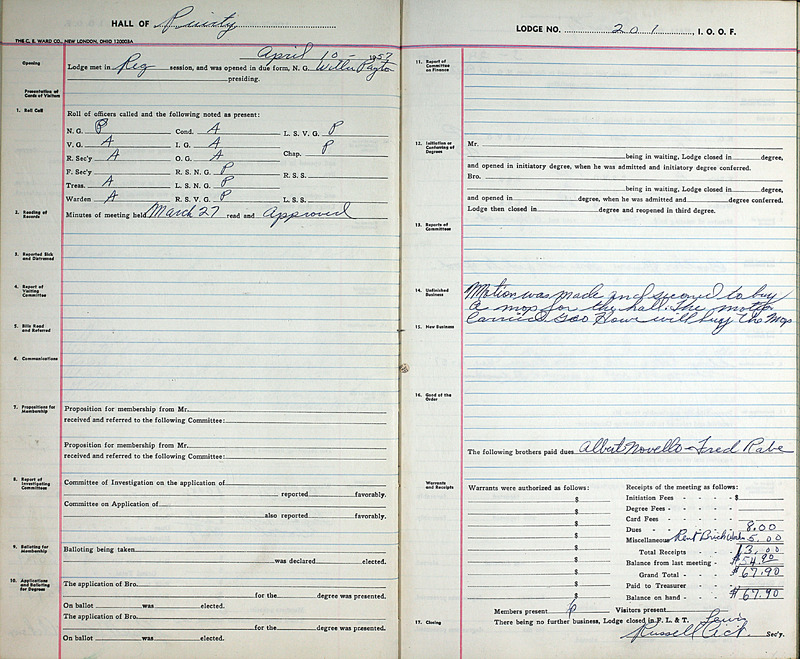 HALL OF Purity
THE C. E. WARD CO., NEW LONDON, OHIO 120008A
April 10 - 1957
Opening
Lodge met in Reg session, and was opened in due form, N. G. Willer Payton
presiding.
Presentation of Cards of Visitors
1. Roll Call
Roll of officers called and the following noted as present:
N. G. P Cond. A L. S. V. G. P
V. G. A I. G. A Chap. P
R. Sec'y A O. G. A
F. Sec'y R. S. N. G. P R. S. S.
Treas. A L. S. N. G. P
Warden A R. S. V. G. P L. S. S.
2. Reading of Records
Minutes of meeting held March 27 read and Approved
3. Reported Sick and Distressed
4. Report of Visiting Committee
5. Bills Read and Referred
6. Communications
7. Propositions for Membership
Proposition for membership from Mr.
received and referred to the following Committee:
Proposition for membership from Mr.
received and referred to the following Committee:
8. Report of Investigating Committees
Committee of Investigation on the application of
reported favorably.
Committee on Application of
also reported favorably.
9. Balloting for Membership
Balloting being taken
was declared elected.
10. Applications and Balloting for Degrees
The application of Bro.
for the degree was presented.
On ballot was elected.
The application of Bro.
for the degree was presented.
On ballot was elected.
LODGE NO. 201 I. O. O. F.
11. Report of Committee on Finance
12. Initiation or Conferring of Degrees
Mr.
being in waiting, Lodge closed in degree,
and opened in initiatory degree, when he was admitted and initiatory degree conferred.
Bro.
being in waiting, Lodge closed in degree,
and opened in degree, when he was admitted and degree conferred.
Lodge then closed in degree and reopened in third degree.
13. Reports of Committees
14. Unfinished Business
Motion was made and second to buy
a mop for the hall. The motion
15. New Business
Carried Geo Howe will buy the Mop
16. Good of the Order
The following brothers paid dues Albert Novello - Fred Rabe
Warrants and Receipts
Warrants were authorized as follows:
$
$
$
$
$
$
$
$
Receipts of the meeting as follows:
Initiation Fees - - - $
Degree Fees - - -
Card Fees - - -
Dues - - - 8.00
Miscellaneous Rent 5.00
Total Receipts 13.00
Balance from last meeting - $54.90
Grand Total - - $67.90
Paid to Treasurer
Balance on hand - $67.90
Members present 9 Visitors present
17. Closing
There being no further business, Lodge closed in F. L. & T.
Lewis
Russell Sec'y.